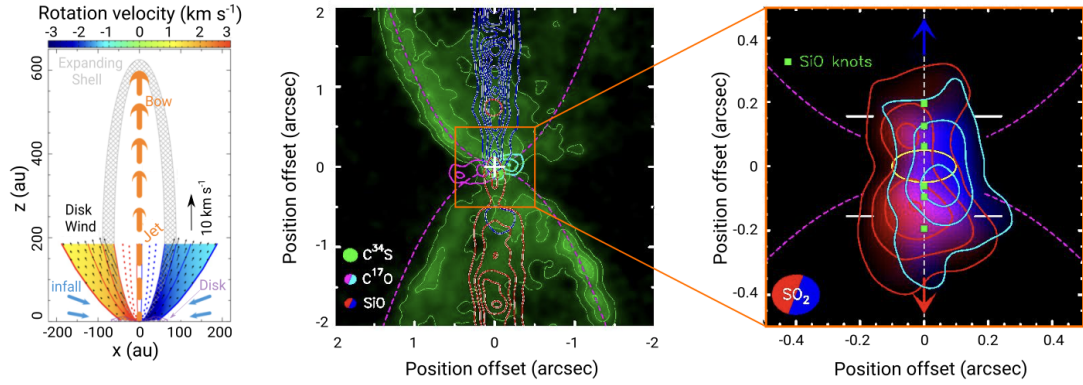 Rotation velocity (km s⁻¹)
-3 -2 -1 0 1 2 3
Expanding
Shell
Bow
Jet
Disk
Wind
10 km s⁻¹
infall
Disk
600
400
200
0
z (au)
-200 -100 0 100 200
x (au)
2
1
0
-1
-2
Position offset (arcsec)
C³⁴S
C¹⁷O
SiO
2 1 0 -1 -2
Position offset (arcsec)
0.4
0.2
0
-0.2
-0.4
Position offset (arcsec)
SiO knots
SO₂
-0.4 -0.2 0 0.2 0.4
Position offset (arcsec)